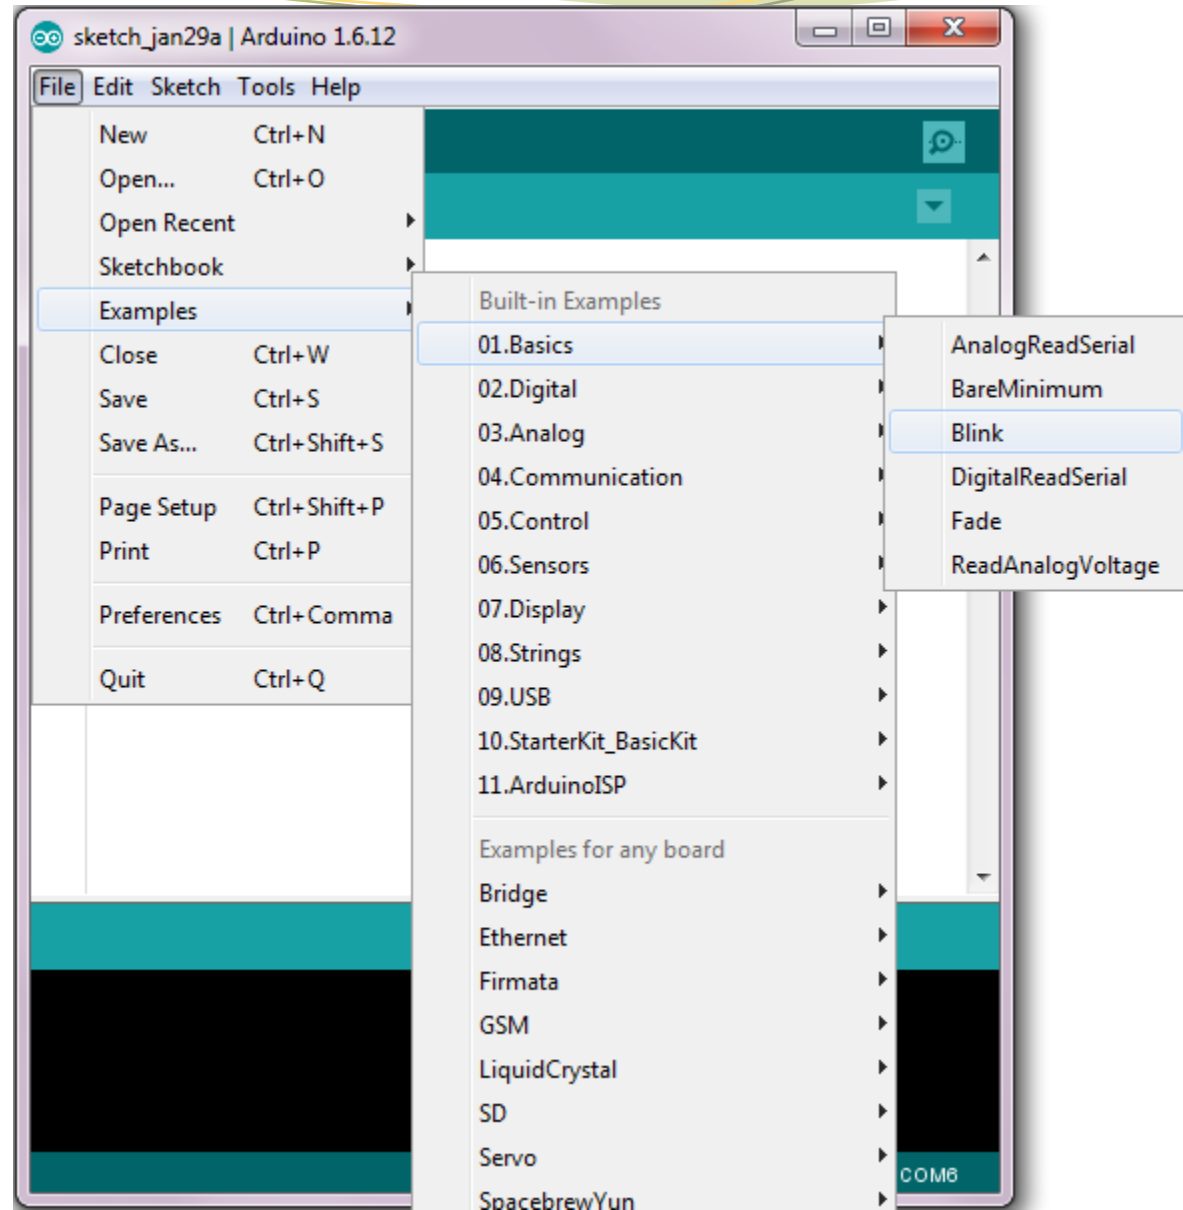 sketch_jan29a | Arduino 1.6.12
File Edit Sketch Tools Help
New Ctrl+N
Open... Ctrl+O
Open Recent
Sketchbook
Examples
Close Ctrl+W
Save Ctrl+S
Save As... Ctrl+Shift+S
Page Setup Ctrl+Shift+P
Print Ctrl+P
Preferences Ctrl+Comma
Quit Ctrl+Q
Built-in Examples
01.Basics
02.Digital
03.Analog
04.Communication
05.Control
06.Sensors
07.Display
08.Strings
09.USB
10.StarterKit_BasicKit
11.ArduinoISP
Examples for any board
Bridge
Ethernet
Firmata
GSM
LiquidCrystal
SD
Servo
SpacebrewYun
AnalogReadSerial
BareMinimum
Blink
DigitalReadSerial
Fade
ReadAnalogVoltage
COM6